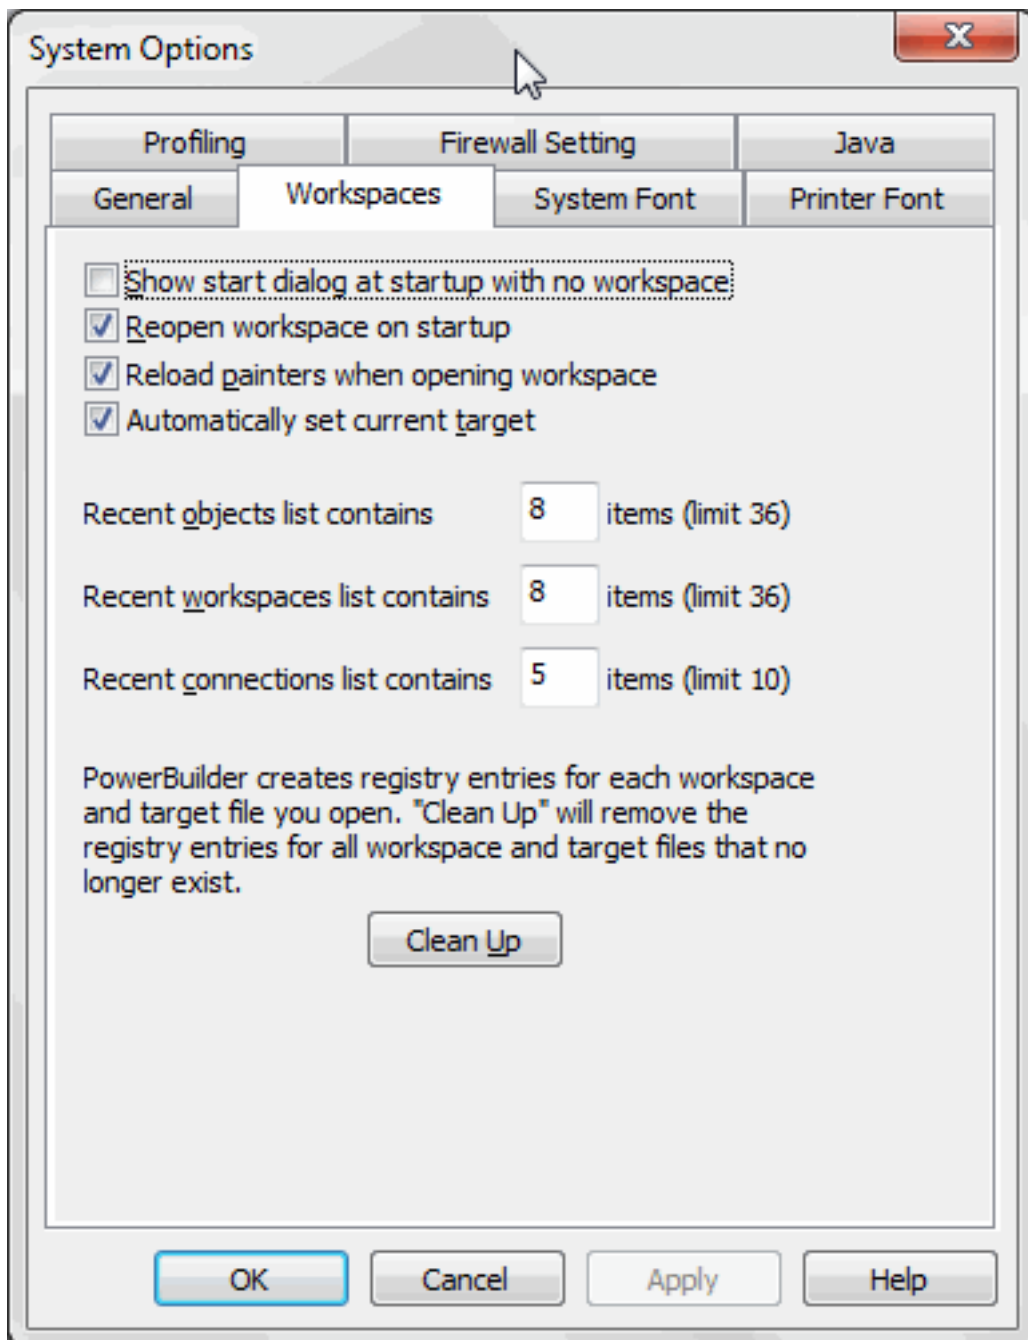 System Options
Profiling
Firewall Setting
Java
General
Workspaces
System Font
Printer Font
Show start dialog at startup with no workspace
Reopen workspace on startup
Reload painters when opening workspace
Automatically set current target
Recent objects list contains 8 items (limit 36)
Recent workspaces list contains 8 items (limit 36)
Recent connections list contains 5 items (limit 10)
PowerBuilder creates registry entries for each workspace
and target file you open. "Clean Up" will remove the
registry entries for all workspace and target files that no
longer exist.
Clean Up
OK
Cancel
Apply
Help